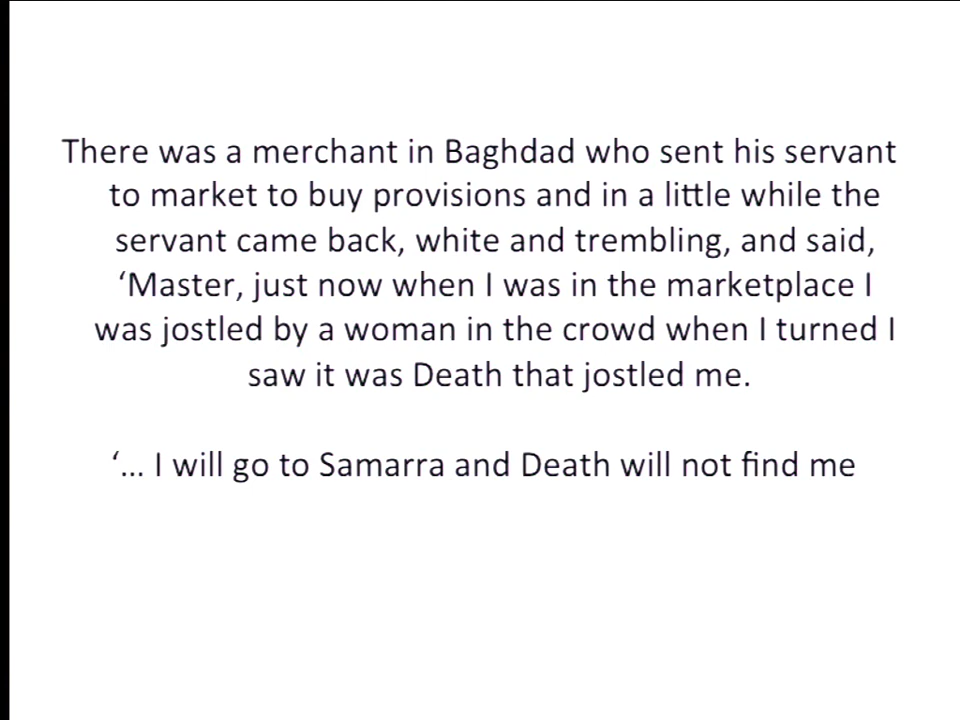 There was a merchant in Baghdad who sent his servant
to market to buy provisions and in a little while the
servant came back, white and trembling, and said,
‘Master, just now when I was in the marketplace I
was jostled by a woman in the crowd when I turned I
saw it was Death that jostled me.
‘... I will go to Samarra and Death will not find me